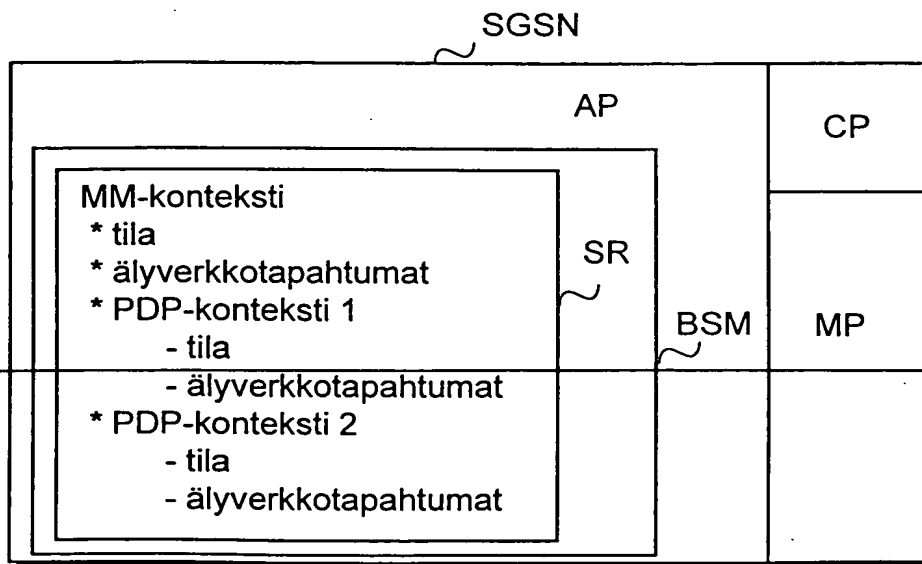 SGSN
AP
CP
MM-konteksti
* tila
* älyverkkotapahtumat
* PDP-konteksti 1
- tila
- älyverkkotapahtumat
* PDP-konteksti 2
- tila
- älyverkkotapahtumat
SR
BSM
MP